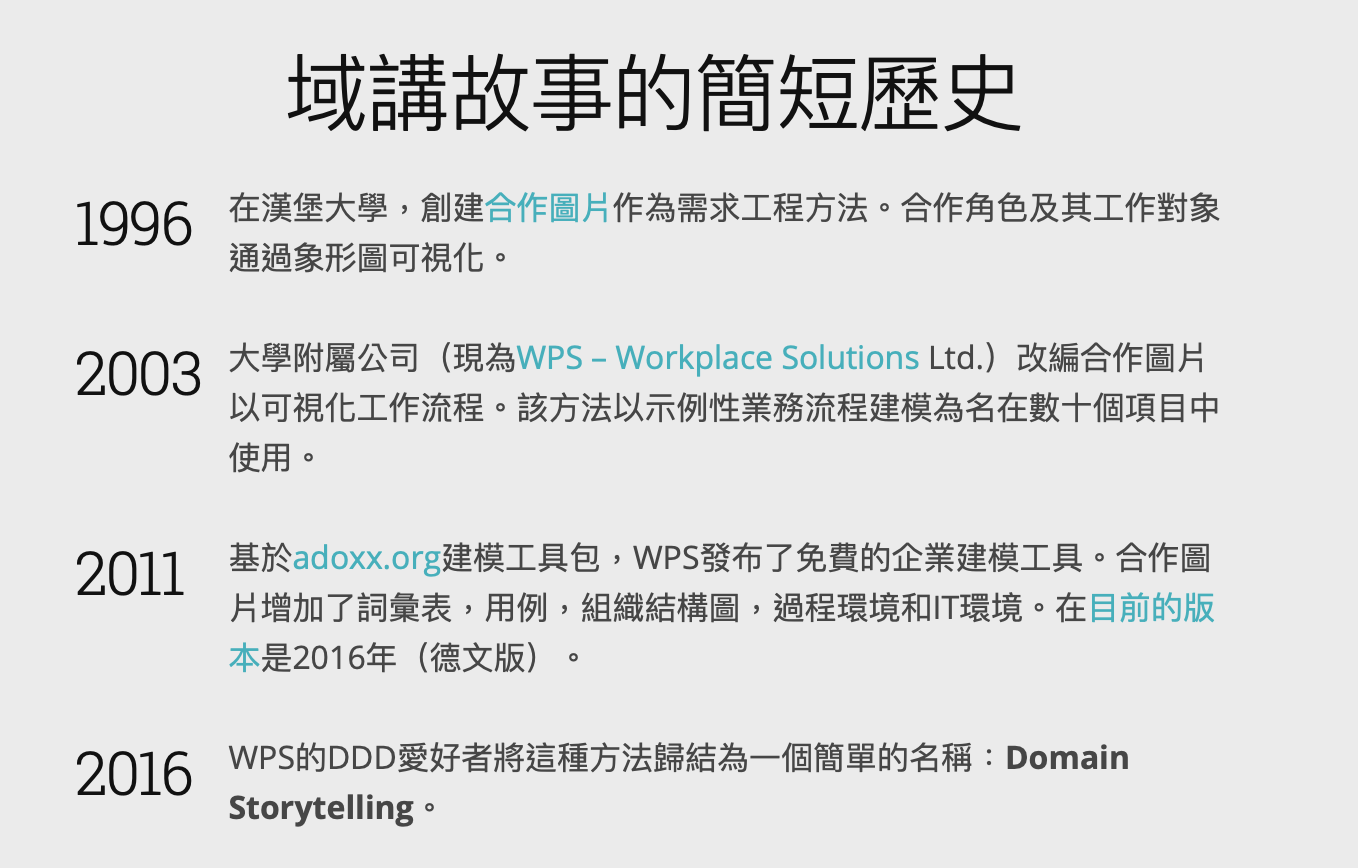 域講故事的簡短歷史
1996
在漢堡大學，創建合作圖片作為需求工程方法。合作角色及其工作對象
通過象形圖可視化。
2003
大學附屬公司（現為WPS – Workplace Solutions Ltd.）改編合作圖片
以可視化工作流程。該方法以示例性業務流程建模為名在數十個項目中
使用。
2011
基於adoxx.org建模工具包，WPS發布了免費的企業建模工具。合作圖
片增加了詞彙表，用例，組織結構圖，過程環境和IT環境。在目前的版
本是2016年（德文版）。
2016
WPS的DDD愛好者將這種方法歸結為一個簡單的名稱：Domain
Storytelling。